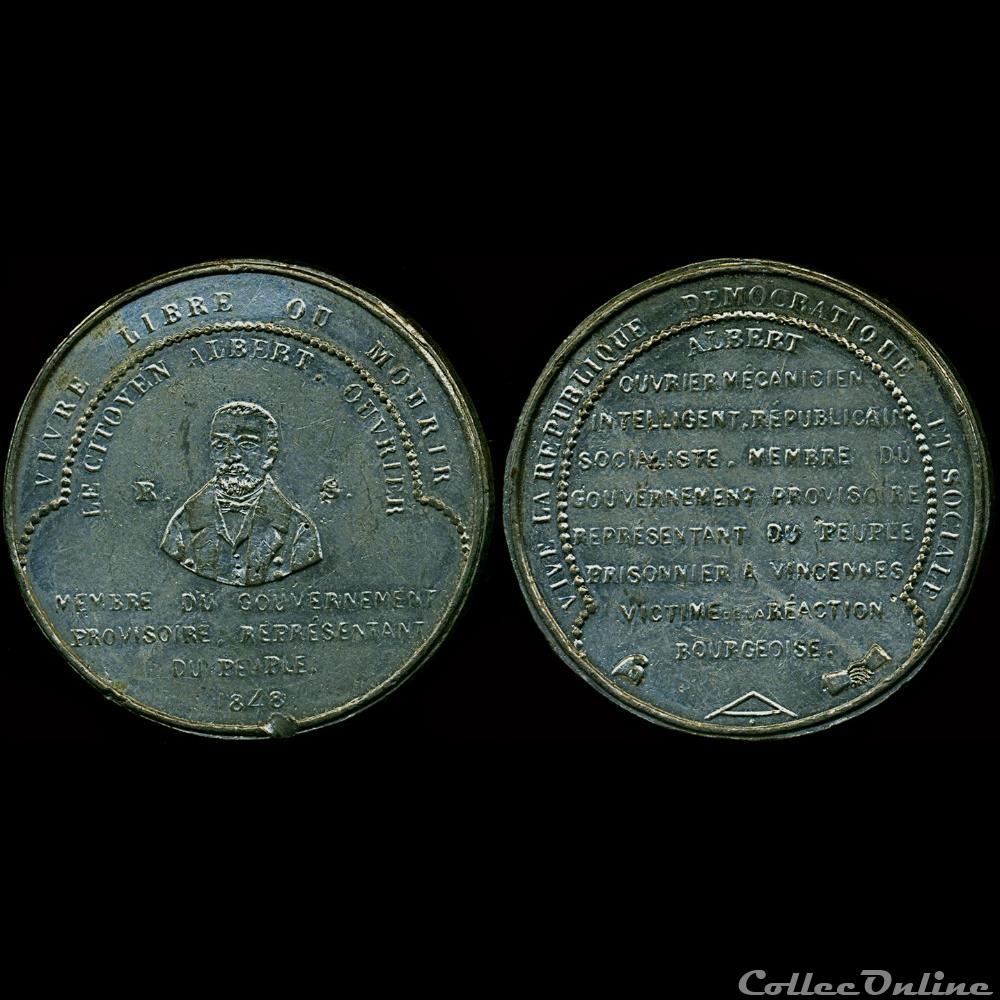 VIVRE LIBRE OU MOURIR
LE CITOYEN ALBERT, OUVRIER
R. S.
MEMBRE DU GOUVERNEMENT
PROVISOIRE, REPRÉSENTANT
DU PEUPLE.
1848
VIVE LA REPUBLIQUE DEMOCRATIQUE ET SOCIALE
ALBERT
OUVRIER MÉCANICIEN
INTELLIGENT, RÉPUBLICAIN
SOCIALISTE. MEMBRE DU
GOUVERNEMENT PROVISOIRE
REPRÉSENTANT DU PEUPLE
PRISONNIER A VINCENNES
VICTIME DE LA RÉACTION
BOURGEOISE.
CollecOnline